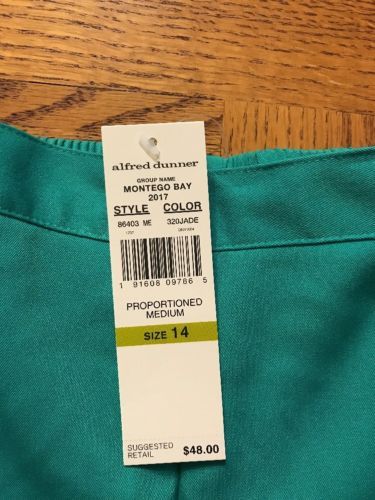 alfred dunner
GROUP NAME
MONTEGO BAY
2017
STYLE COLOR
86403 ME 320JADE
1 91608 09786 5
PROPORTIONED
MEDIUM
SIZE 14
SUGGESTED
RETAIL $48.00